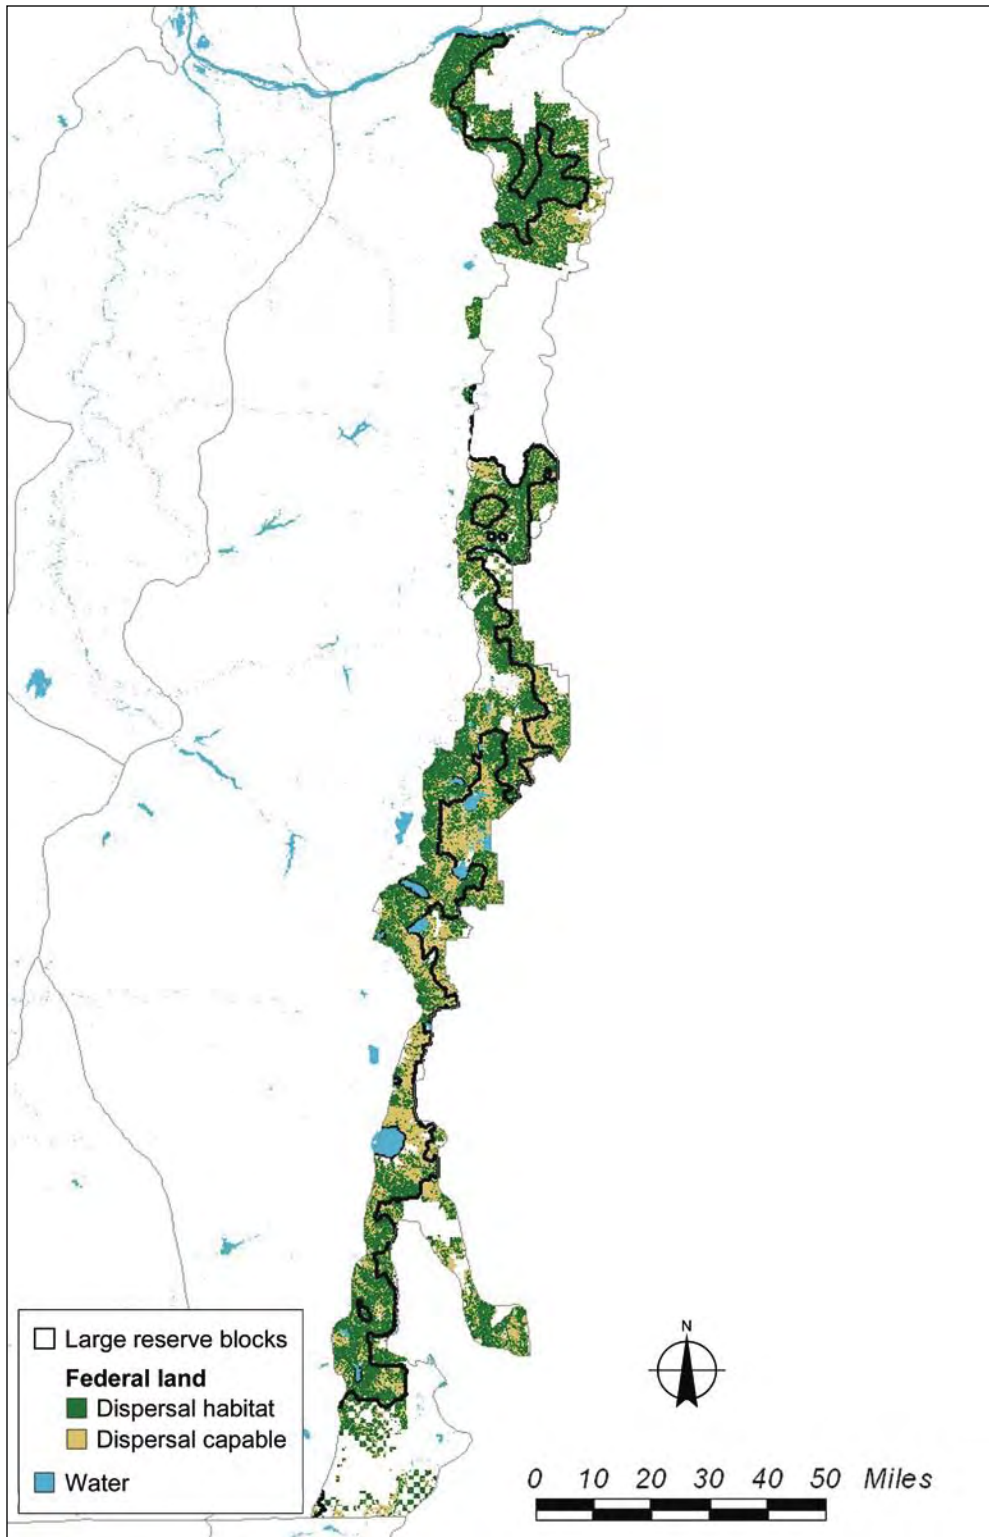 Large reserve blocks
Federal land
Dispersal habitat
Dispersal capable
Water
N
0 10 20 30 40 50 Miles